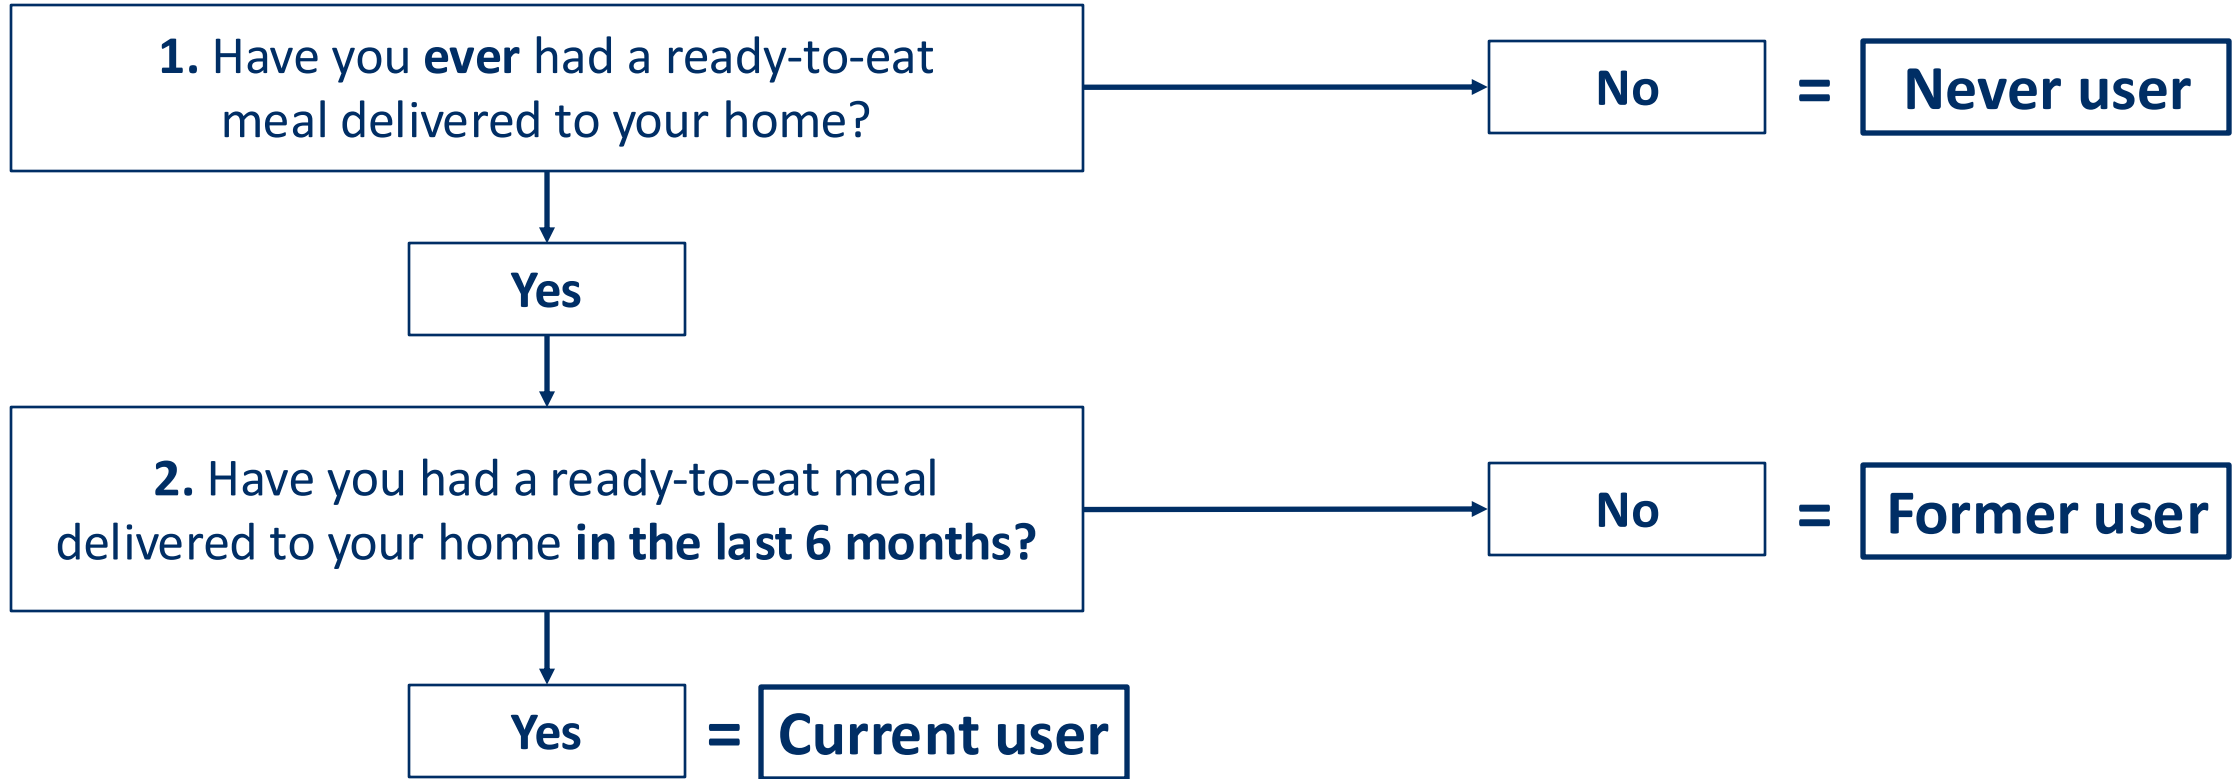 1. Have you ever had a ready-to-eat
meal delivered to your home?
No = Never user
Yes
2. Have you had a ready-to-eat meal
delivered to your home in the last 6 months?
No = Former user
Yes = Current user